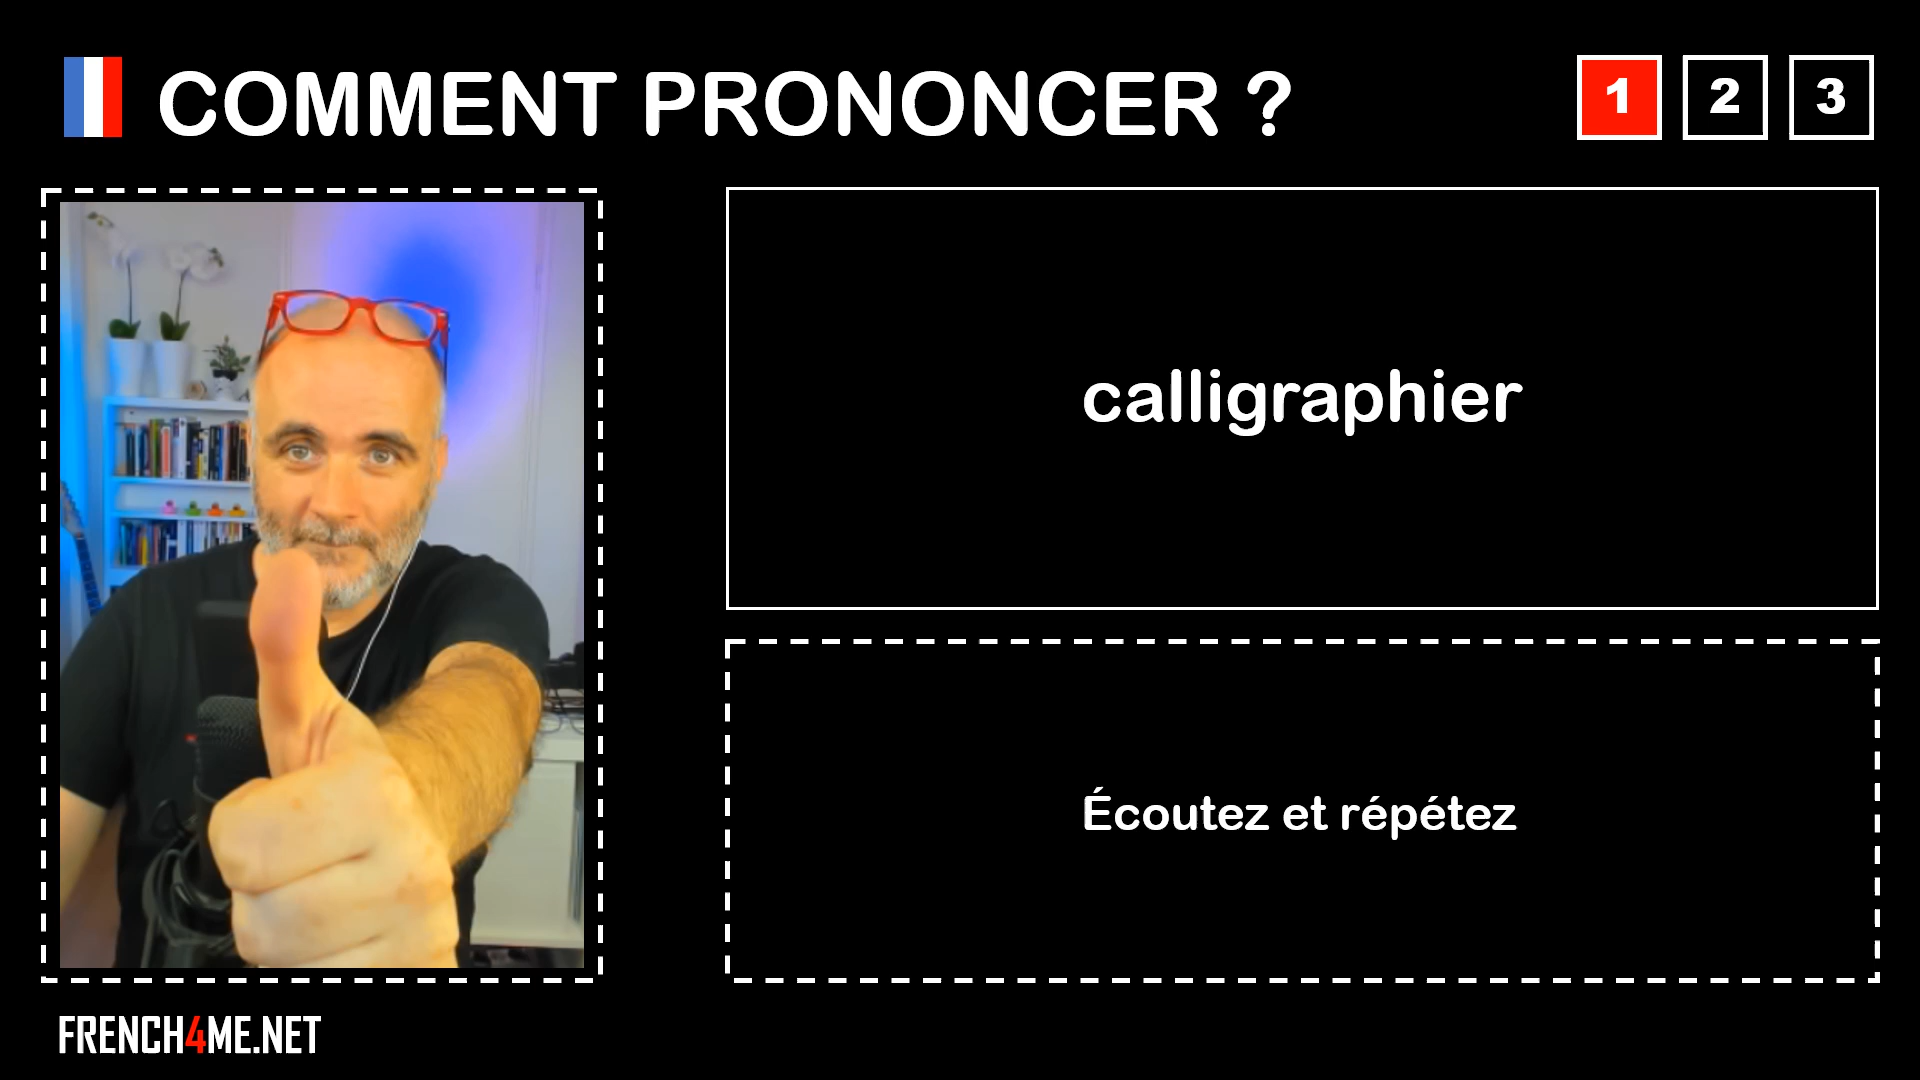 COMMENT PRONONCER ?
1 2 3
calligraphier
Écoutez et répétez
FRENCH4ME.NET